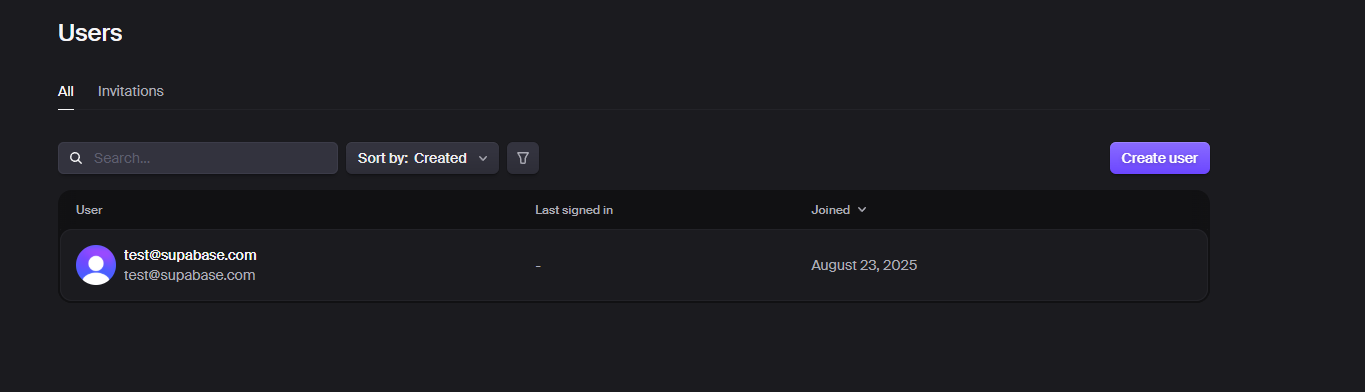 Users
All Invitations
Search... Sort by: Created Create user
User Last signed in Joined
test@supabase.com
test@supabase.com
- August 23, 2025